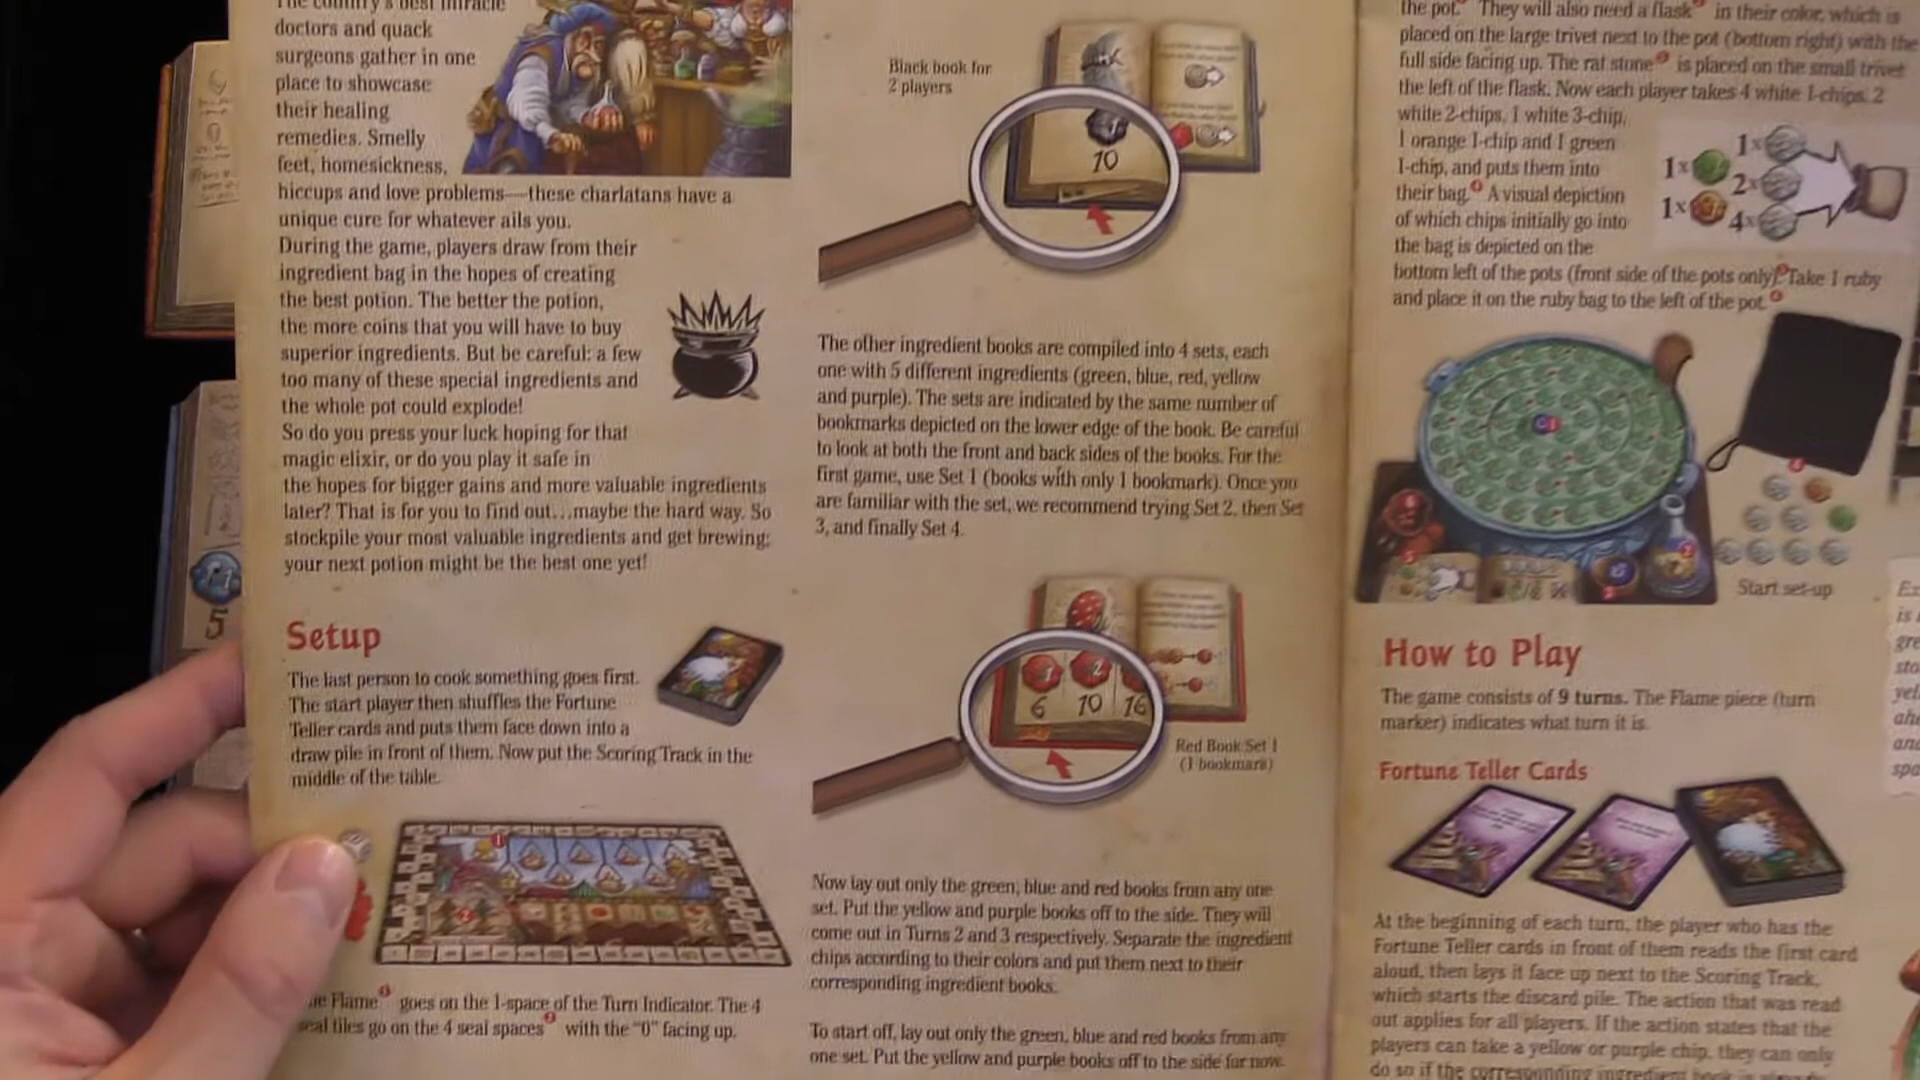 The country's best miracle
doctors and quack
surgeons gather in one
place to showcase
their healing
remedies. Smelly
feet, homesickness,
hiccups and love problems—these charlatans have a
unique cure for whatever ails you.
During the game, players draw from their
ingredient bag in the hopes of creating
the best potion. The better the potion,
the more coins that you will have to buy
superior ingredients. But be careful: a few
too many of these special ingredients and
the whole pot could explode!
So do you press your luck hoping for that
magic elixir, or do you play it safe in
the hopes for bigger gains and more valuable ingredients
later? That is for you to find out...maybe the hard way. So
stockpile your most valuable ingredients and get brewing;
your next potion might be the best one yet!
5
Setup
The last person to cook something goes first.
The start player then shuffles the Fortune
Teller cards and puts them face down into a
draw pile in front of them. Now put the Scoring Track in the
middle of the table.
Flame goes on the 1-space of the Turn Indicator. The 4
seal tiles go on the 4 seal spaces with the "0" facing up.
Black book for
2 players
10
The other ingredient books are compiled into 4 sets, each
one with 5 different ingredients (green, blue, red, yellow
and purple). The sets are indicated by the same number of
bookmarks depicted on the lower edge of the book. Be careful
to look at both the front and back sides of the books. For the
first game, use Set 1 (books with only 1 bookmark). Once you
are familiar with the set, we recommend trying Set 2, then Set
3, and finally Set 4.
1 2
6 10 16
Red Book Set 1
(1 bookmark)
Now lay out only the green, blue and red books from any one
set. Put the yellow and purple books off to the side. They will
come out in Turns 2 and 3 respectively. Separate the ingredient
chips according to their colors and put them next to their
corresponding ingredient books.
To start off, lay out only the green, blue and red books from any
one set. Put the yellow and purple books off to the side for now.
the pot. They will also need a flask in their color, which is
placed on the large trivet next to the pot (bottom right) with the
full side facing up. The rat stone is placed on the small trivet
the left of the flask. Now each player takes 4 white 1-chips, 2
white 2-chips, 1 white 3-chip,
1 orange 1-chip and 1 green
1-chip, and puts them into
their bag. A visual depiction
of which chips initially go into
the bag is depicted on the
bottom left of the pots (front side of the pots only). Take 1 ruby
and place it on the ruby bag to the left of the pot.
1x
1x 2x
1x 4x
Start set-up
How to Play
The game consists of 9 turns. The Flame piece (turn
marker) indicates what turn it is.
Fortune Teller Cards
At the beginning of each turn, the player who has the
Fortune Teller cards in front of them reads the first card
aloud, then lays it face up next to the Scoring Track,
which starts the discard pile. The action that was read
out applies for all players. If the action states that the
players can take a yellow or purple chip, they can only
do so if the corresponding ingredient book is